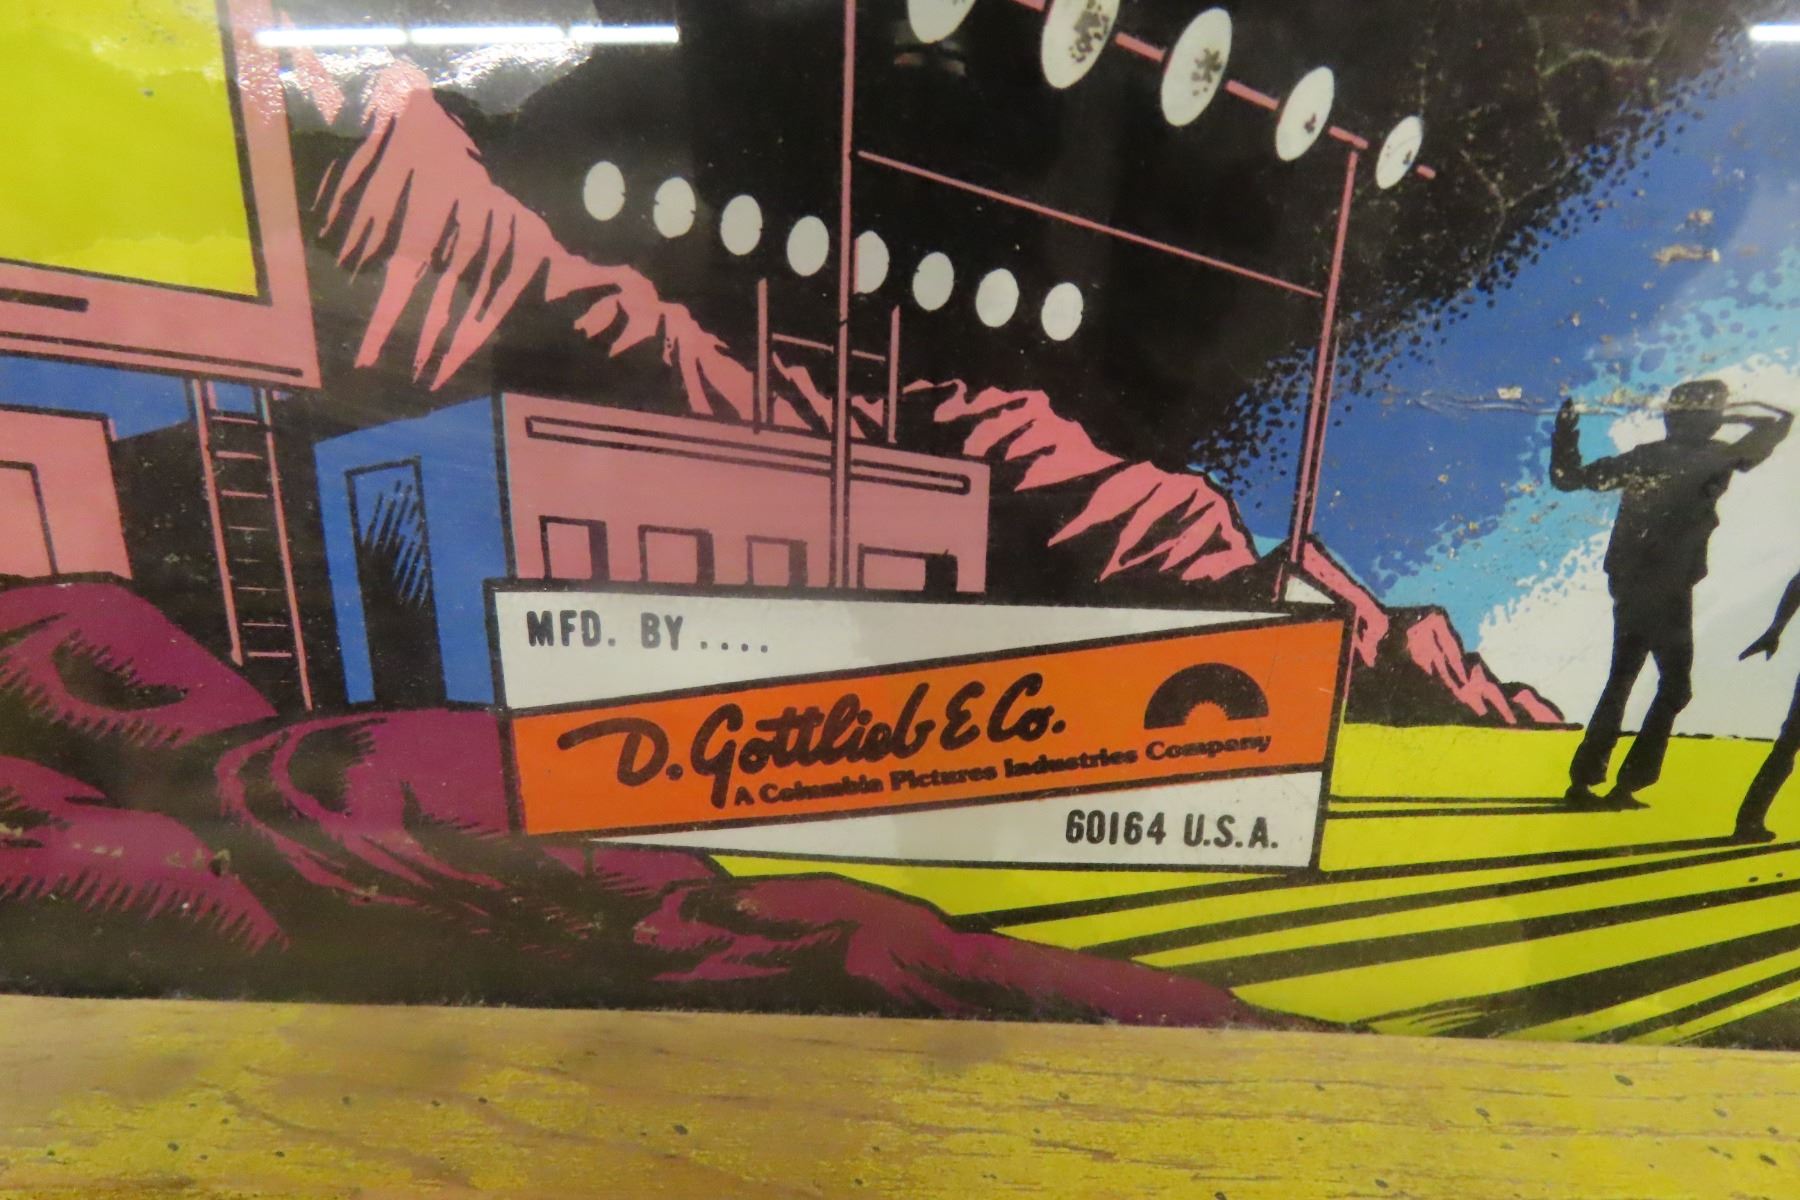 MFD. BY ....
D. Gottlieb & Co.
A Columbia Pictures Industries Company
60164 U.S.A.